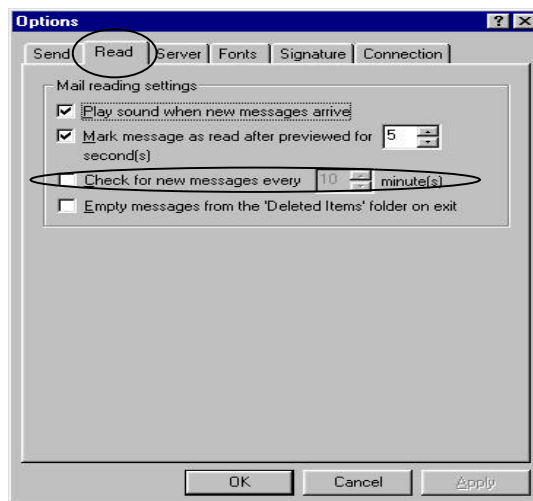 Options
Send Read Server Fonts Signature Connection
Mail reading settings
Play sound when new messages arrive
Mark message as read after previewed for 5
second(s)
Check for new messages every 10 minute(s)
Empty messages from the 'Deleted Items' folder on exit
OK Cancel Apply